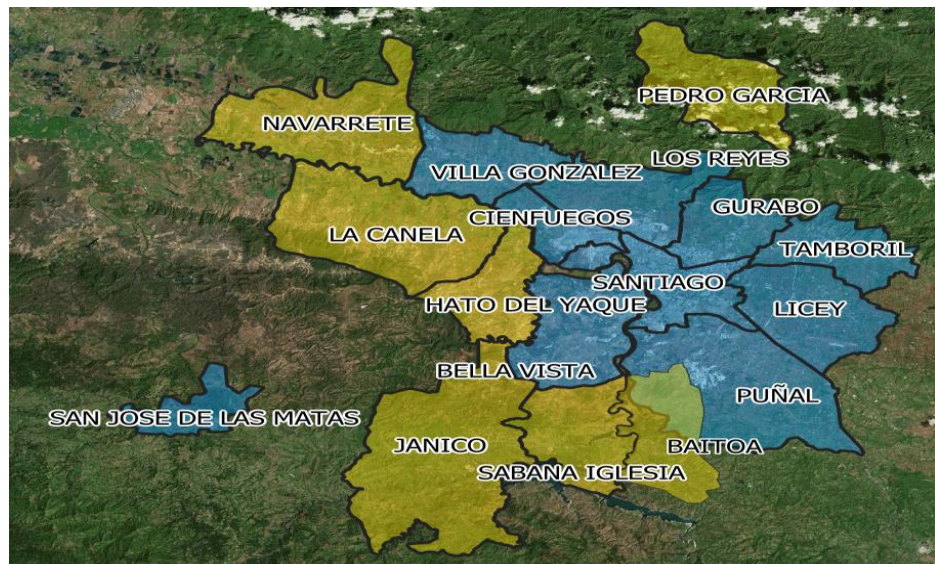 PEDRO GARCIA
NAVARRETE
LOS REYES
VILLA GONZALEZ
GURABO
CIENFUEGOS
LA CANELA
TAMBORIL
SANTIAGO
HATO DEL YAQUE
LICEY
BELLA VISTA
PUÑAL
SAN JOSE DE LAS MATAS
JANICO
BAITOA
SABANA IGLESIA